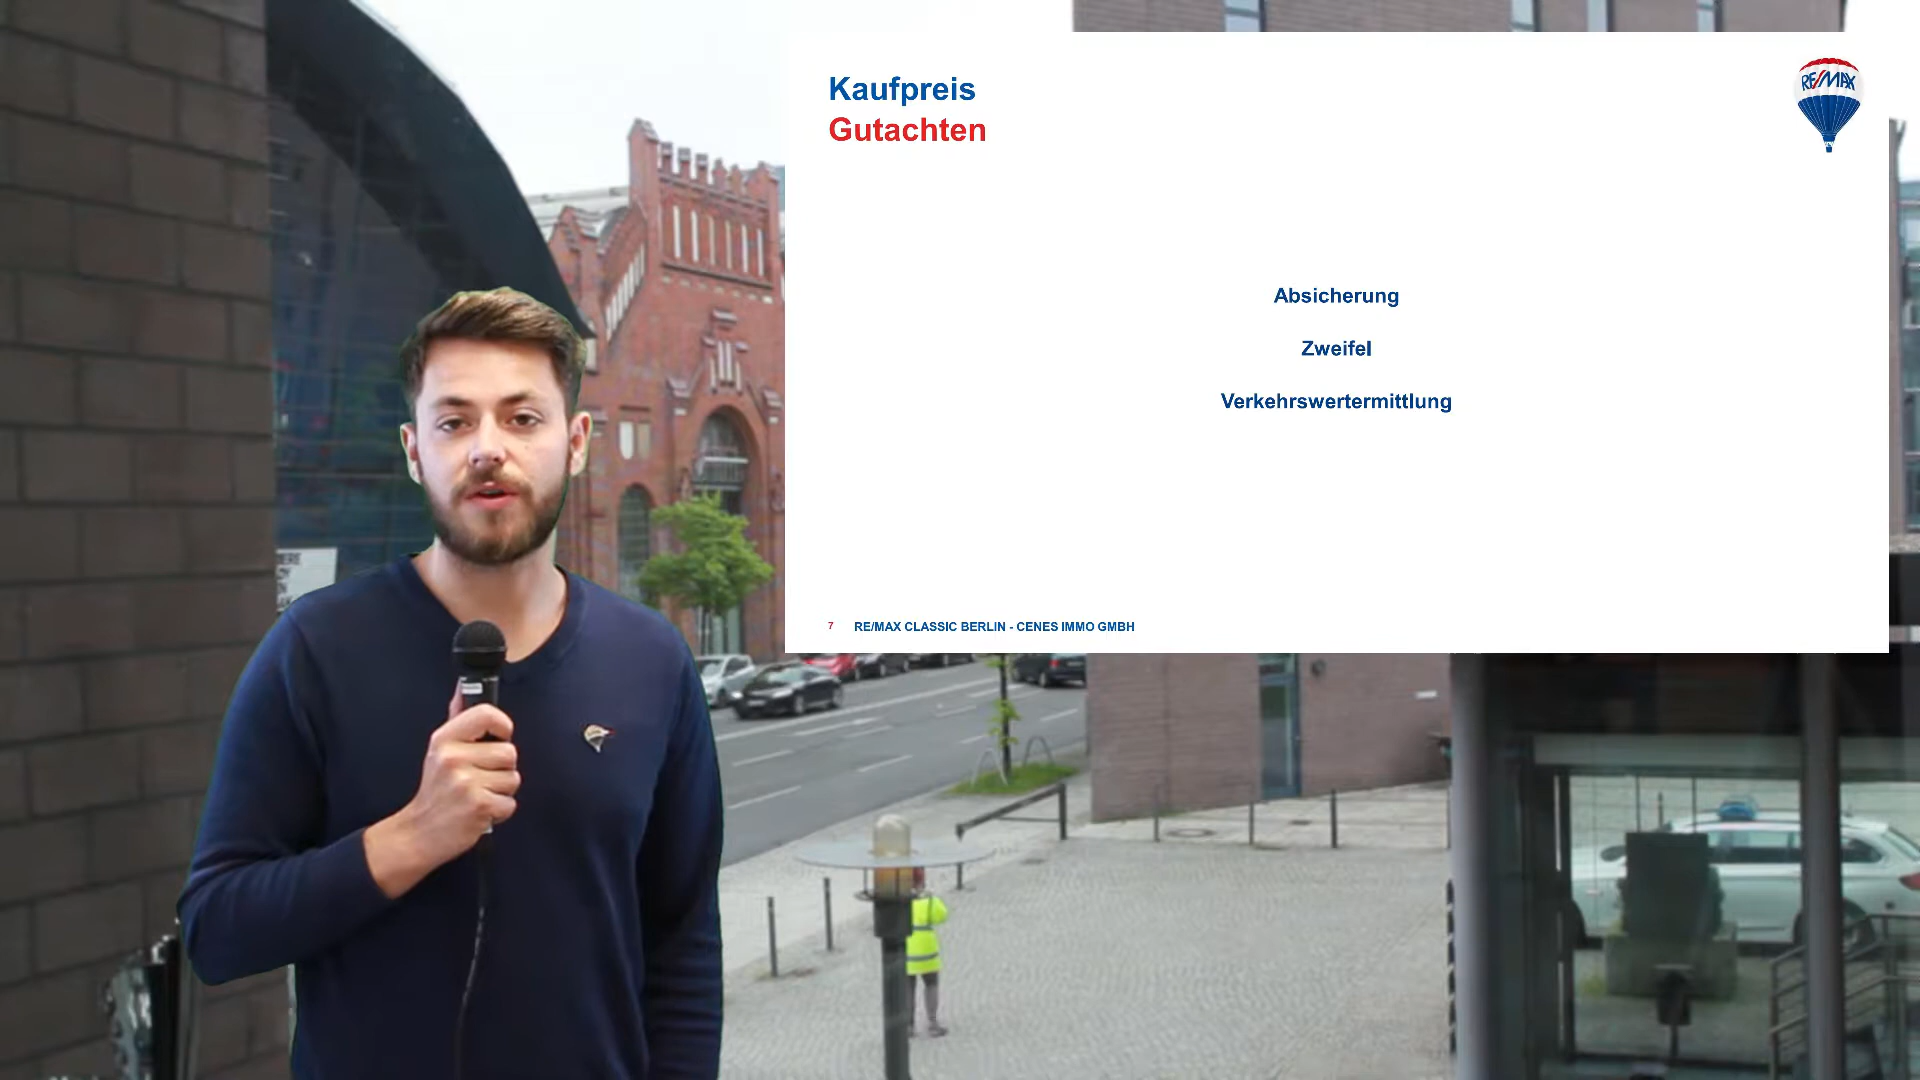 Kaufpreis
Gutachten
RE/MAX
Absicherung
Zweifel
Verkehrswertermittlung
7 RE/MAX CLASSIC BERLIN - CENES IMMO GMBH